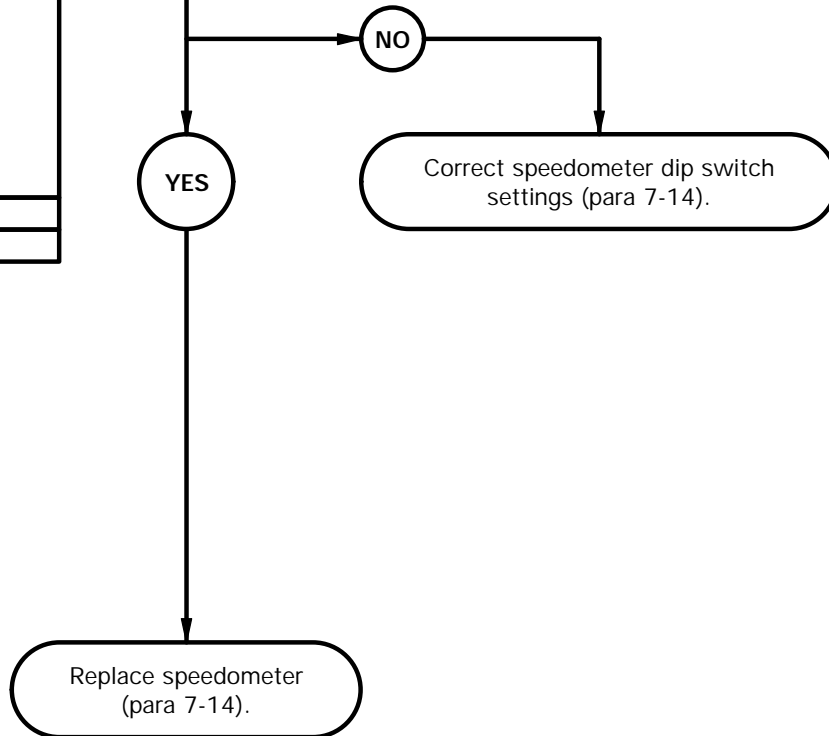 NO
YES
Correct speedometer dip switch
settings (para 7-14).
Replace speedometer
(para 7-14).